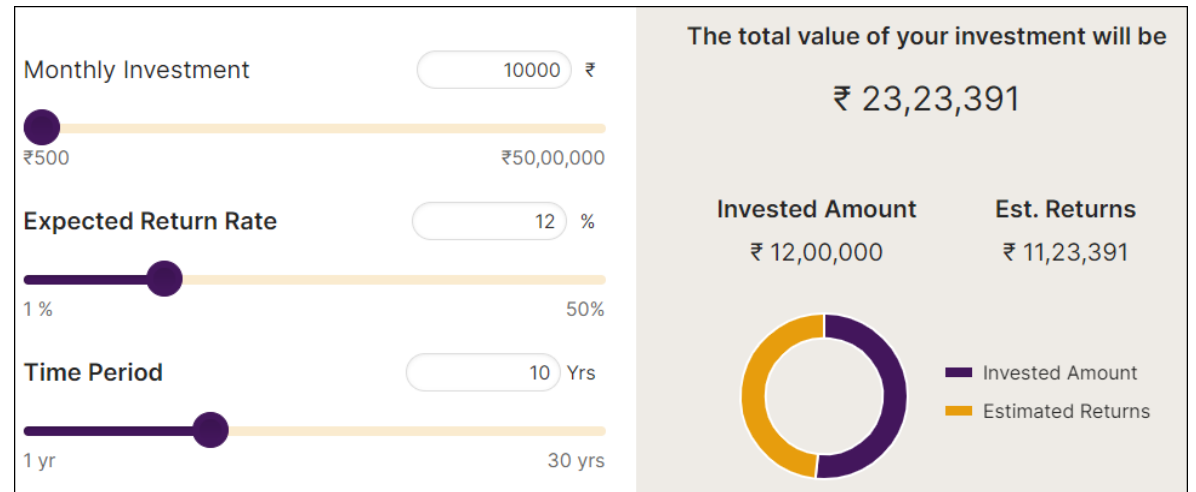 Monthly Investment
10000 ₹
₹500
₹50,00,000
Expected Return Rate
12 %
1 %
50%
Time Period
10 Yrs
1 yr
30 yrs
The total value of your investment will be
₹ 23,23,391
Invested Amount
₹ 12,00,000
Est. Returns
₹ 11,23,391
Invested Amount
Estimated Returns